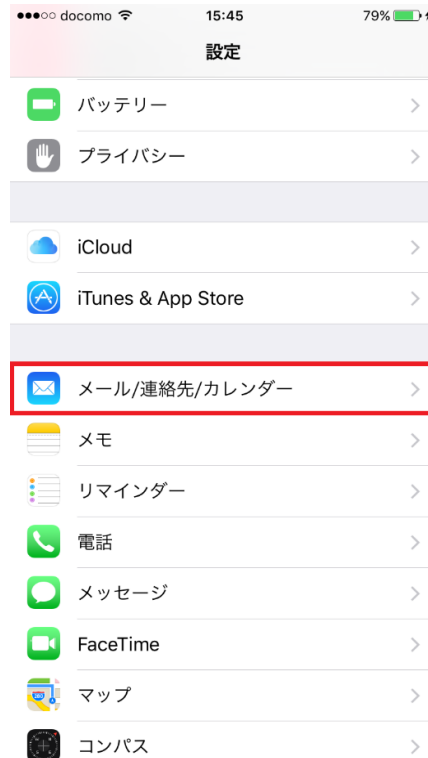 docomo 15:45 79%
設定
バッテリー
プライバシー
iCloud
iTunes & App Store
メール/連絡先/カレンダー
メモ
リマインダー
電話
メッセージ
FaceTime
マップ
コンパス